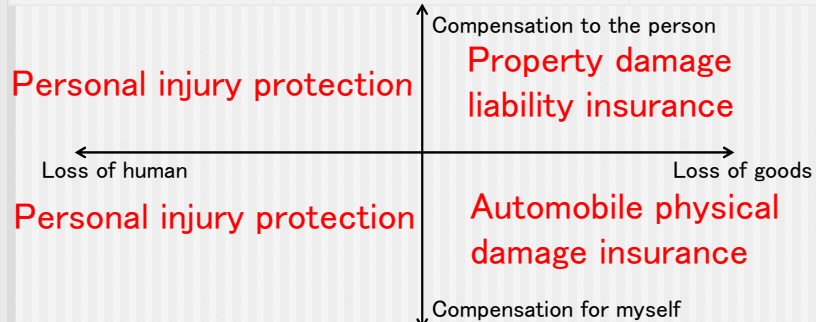 Compensation to the person
Personal injury protection
Property damage
liability insurance
Loss of human
Loss of goods
Personal injury protection
Automobile physical
damage insurance
Compensation for myself